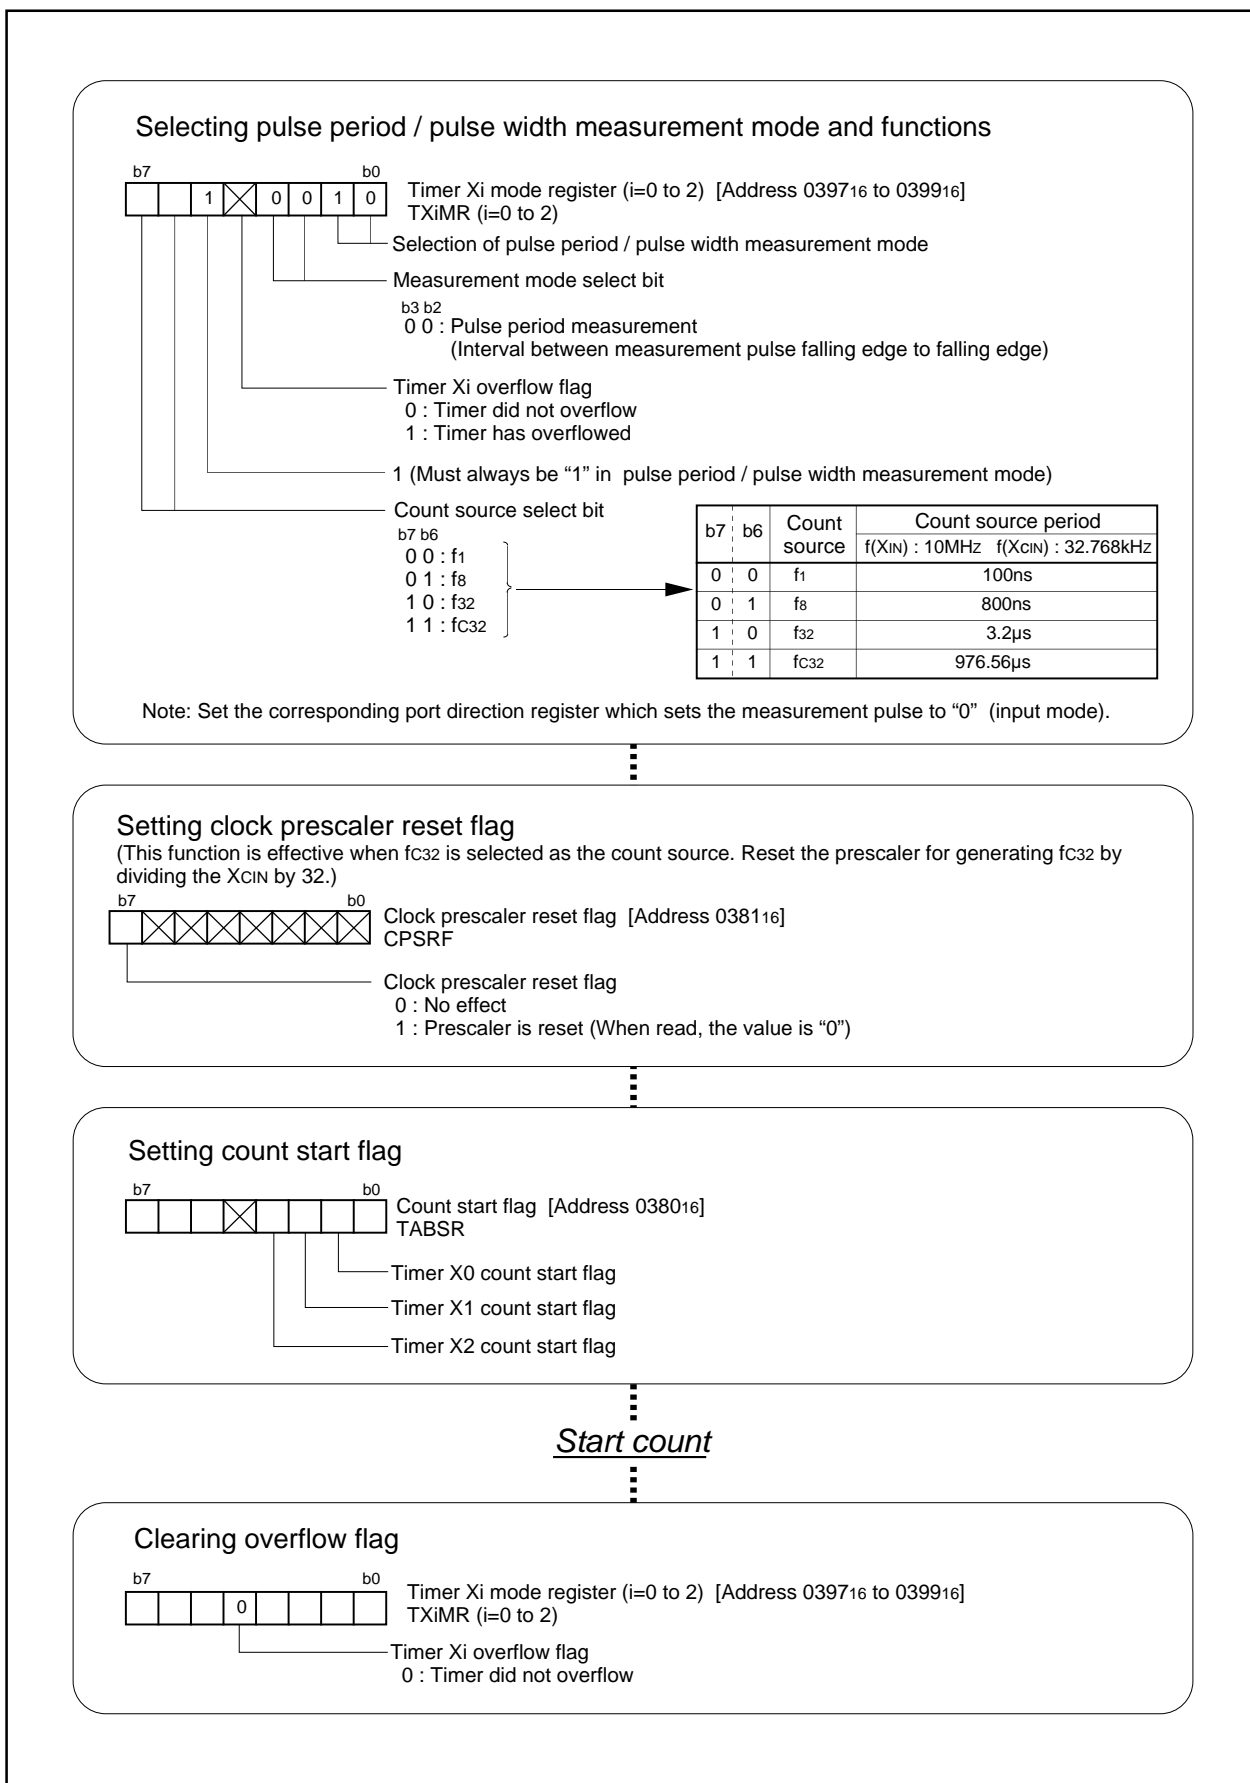 Selecting pulse period / pulse width measurement mode and functions
b7 b0
1 0 0 1 0
Timer Xi mode register (i=0 to 2) [Address 039716 to 039916]
TXiMR (i=0 to 2)
Selection of pulse period / pulse width measurement mode
Measurement mode select bit
b3 b2
0 0 : Pulse period measurement
(Interval between measurement pulse falling edge to falling edge)
Timer Xi overflow flag
0 : Timer did not overflow
1 : Timer has overflowed
1 (Must always be “1” in pulse period / pulse width measurement mode)
Count source select bit
b7 b6
0 0 : f1
0 1 : f8
1 0 : f32
1 1 : fC32
b7 b6 Count source Count source period
f(XIN) : 10MHZ f(XCIN) : 32.768kHZ
0 0 f1 100ns
0 1 f8 800ns
1 0 f32 3.2µs
1 1 fC32 976.56µs
Note: Set the corresponding port direction register which sets the measurement pulse to “0” (input mode).
Setting clock prescaler reset flag
(This function is effective when fC32 is selected as the count source. Reset the prescaler for generating fC32 by
dividing the XCIN by 32.)
b7 b0
Clock prescaler reset flag [Address 038116]
CPSRF
Clock prescaler reset flag
0 : No effect
1 : Prescaler is reset (When read, the value is “0”)
Setting count start flag
b7 b0
Count start flag [Address 038016]
TABSR
Timer X0 count start flag
Timer X1 count start flag
Timer X2 count start flag
Start count
Clearing overflow flag
b7 b0
0
Timer Xi mode register (i=0 to 2) [Address 039716 to 039916]
TXiMR (i=0 to 2)
Timer Xi overflow flag
0 : Timer did not overflow